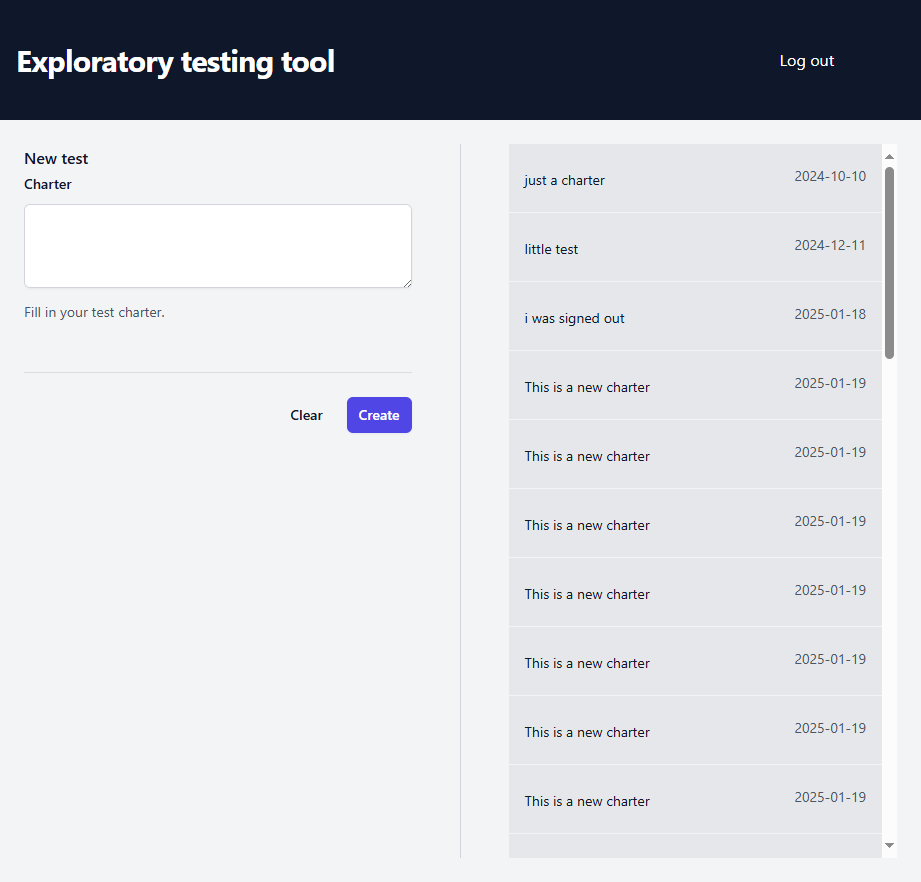 Exploratory testing tool
Log out
New test
Charter
Fill in your test charter.
Clear
Create
just a charter 2024-10-10
little test 2024-12-11
i was signed out 2025-01-18
This is a new charter 2025-01-19
This is a new charter 2025-01-19
This is a new charter 2025-01-19
This is a new charter 2025-01-19
This is a new charter 2025-01-19
This is a new charter 2025-01-19
This is a new charter 2025-01-19